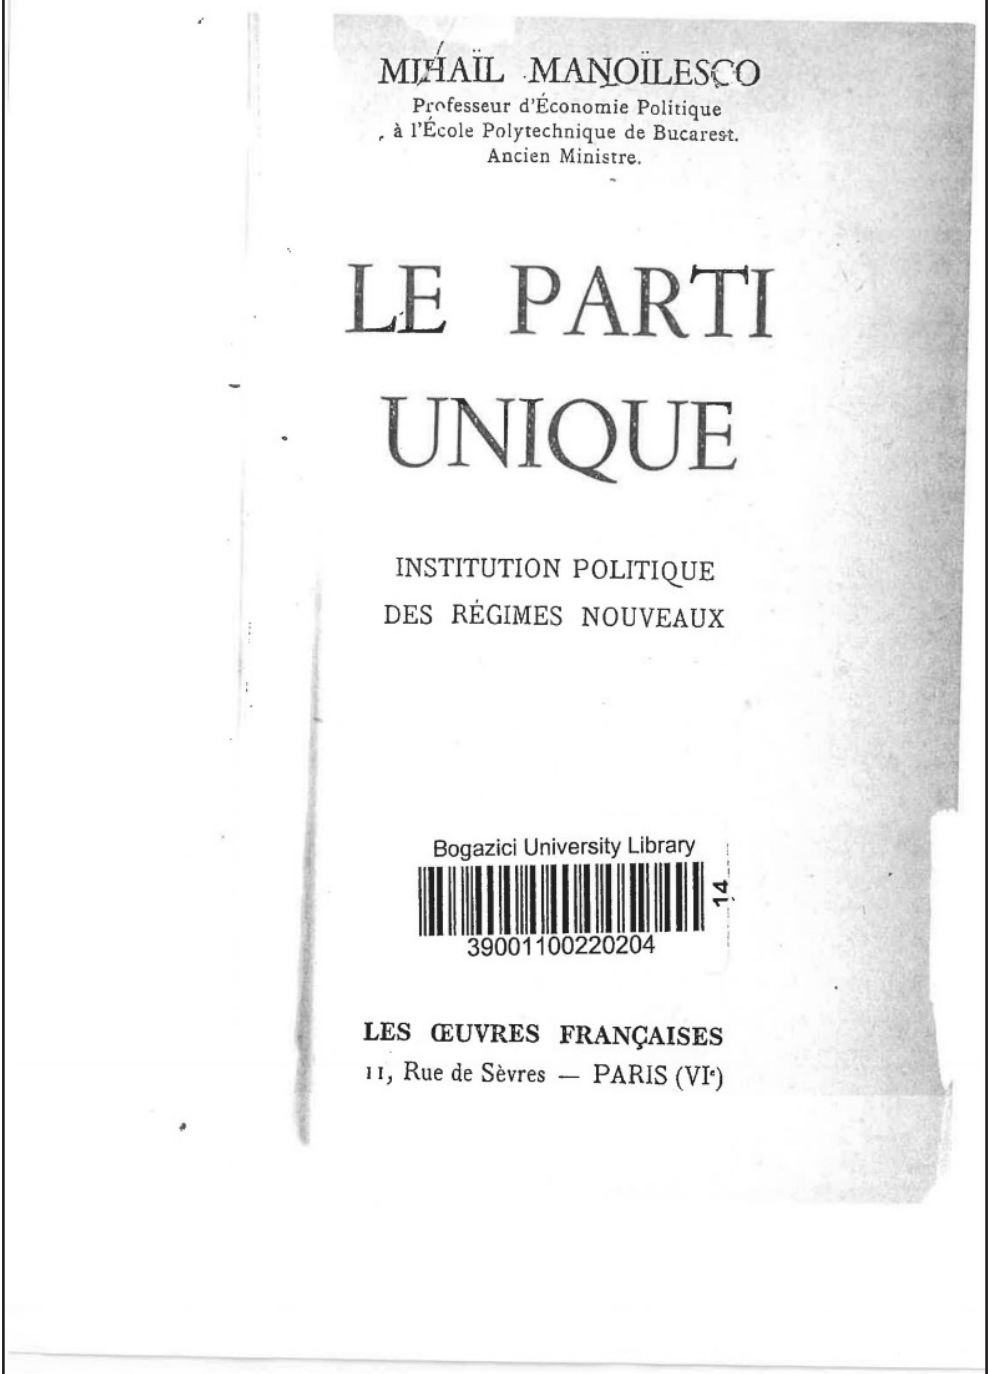 MIHAÏL MANOÏLESCO
Professeur d'Économie Politique
à l'École Polytechnique de Bucarest.
Ancien Ministre.
LE PARTI
UNIQUE
INSTITUTION POLITIQUE
DES RÉGIMES NOUVEAUX
Bogazici University Library
14
39001100220204
LES ŒUVRES FRANÇAISES
11, Rue de Sèvres — PARIS (VIᵉ)